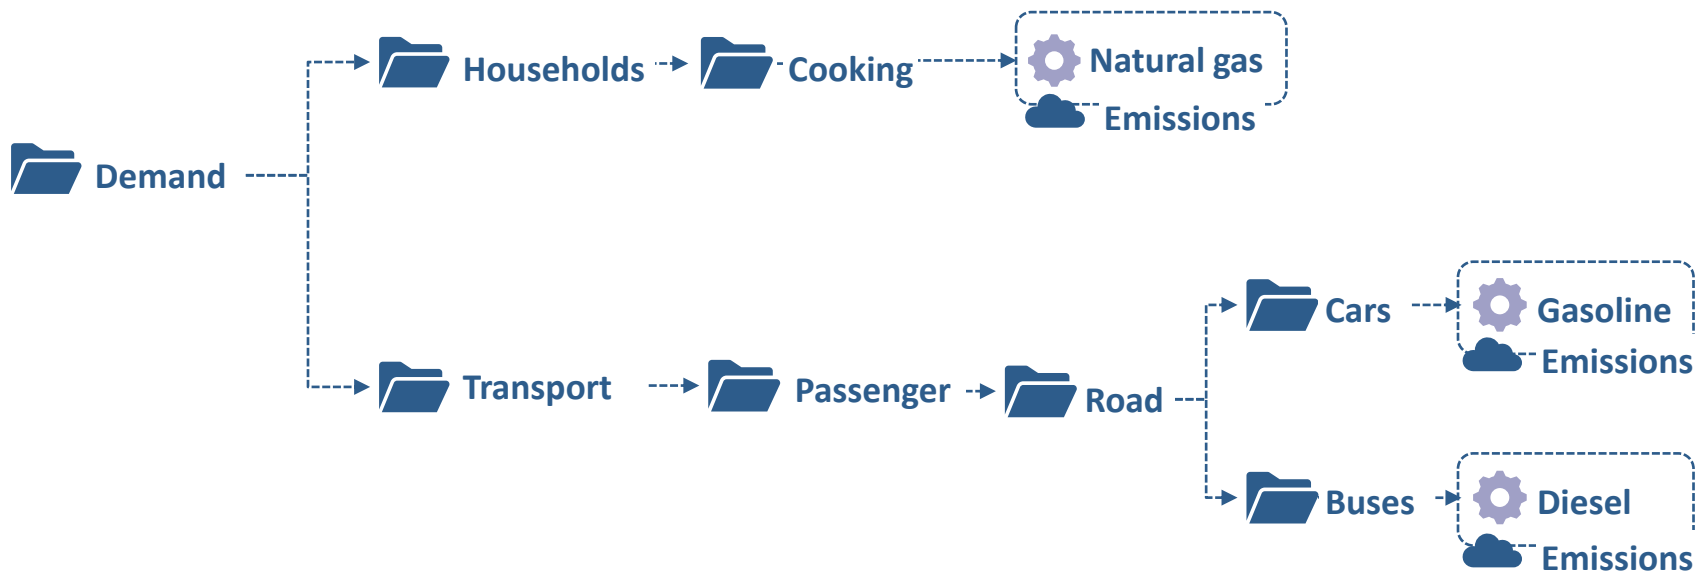 Households
Cooking
Natural gas
Emissions
Demand
Cars
Gasoline
Emissions
Transport
Passenger
Road
Buses
Diesel
Emissions